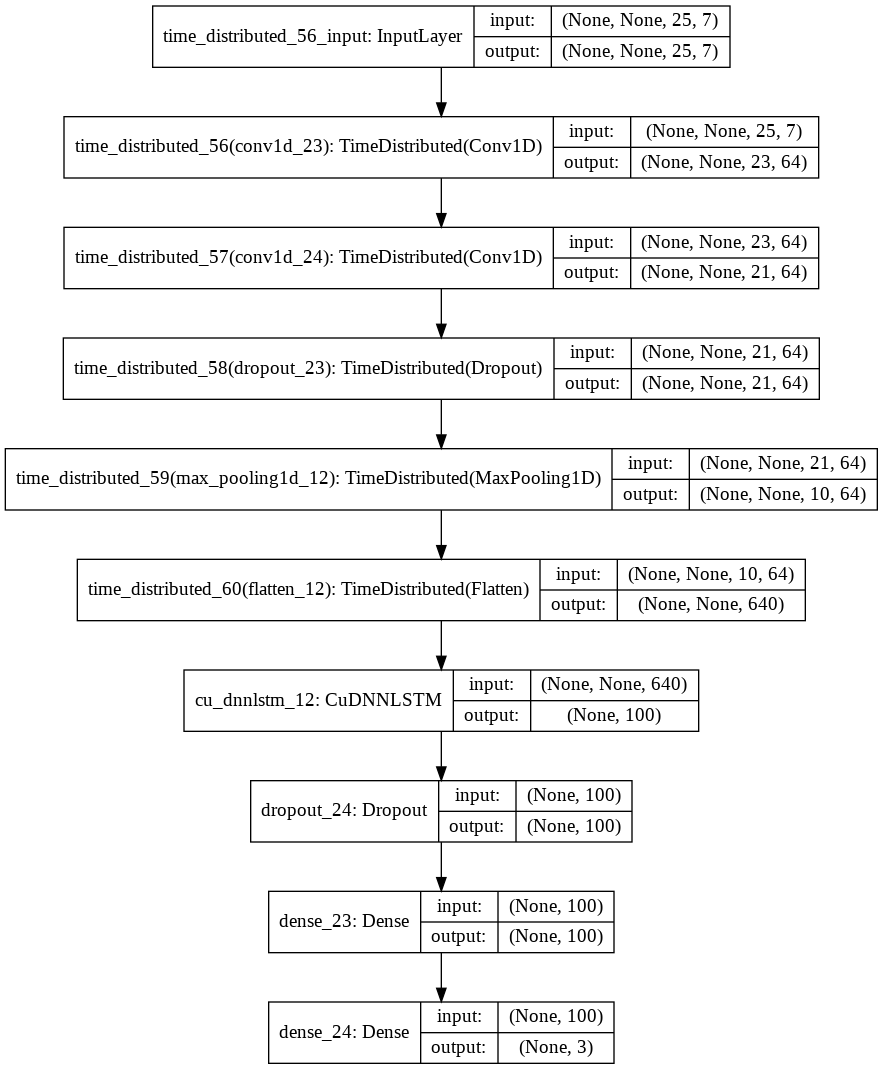 time_distributed_56_input: InputLayer input: (None, None, 25, 7)
output: (None, None, 25, 7)
time_distributed_56(conv1d_23): TimeDistributed(Conv1D) input: (None, None, 25, 7)
output: (None, None, 23, 64)
time_distributed_57(conv1d_24): TimeDistributed(Conv1D) input: (None, None, 23, 64)
output: (None, None, 21, 64)
time_distributed_58(dropout_23): TimeDistributed(Dropout) input: (None, None, 21, 64)
output: (None, None, 21, 64)
time_distributed_59(max_pooling1d_12): TimeDistributed(MaxPooling1D) input: (None, None, 21, 64)
output: (None, None, 10, 64)
time_distributed_60(flatten_12): TimeDistributed(Flatten) input: (None, None, 10, 64)
output: (None, None, 640)
cu_dnnlstm_12: CuDNNLSTM input: (None, None, 640)
output: (None, 100)
dropout_24: Dropout input: (None, 100)
output: (None, 100)
dense_23: Dense input: (None, 100)
output: (None, 100)
dense_24: Dense input: (None, 100)
output: (None, 3)